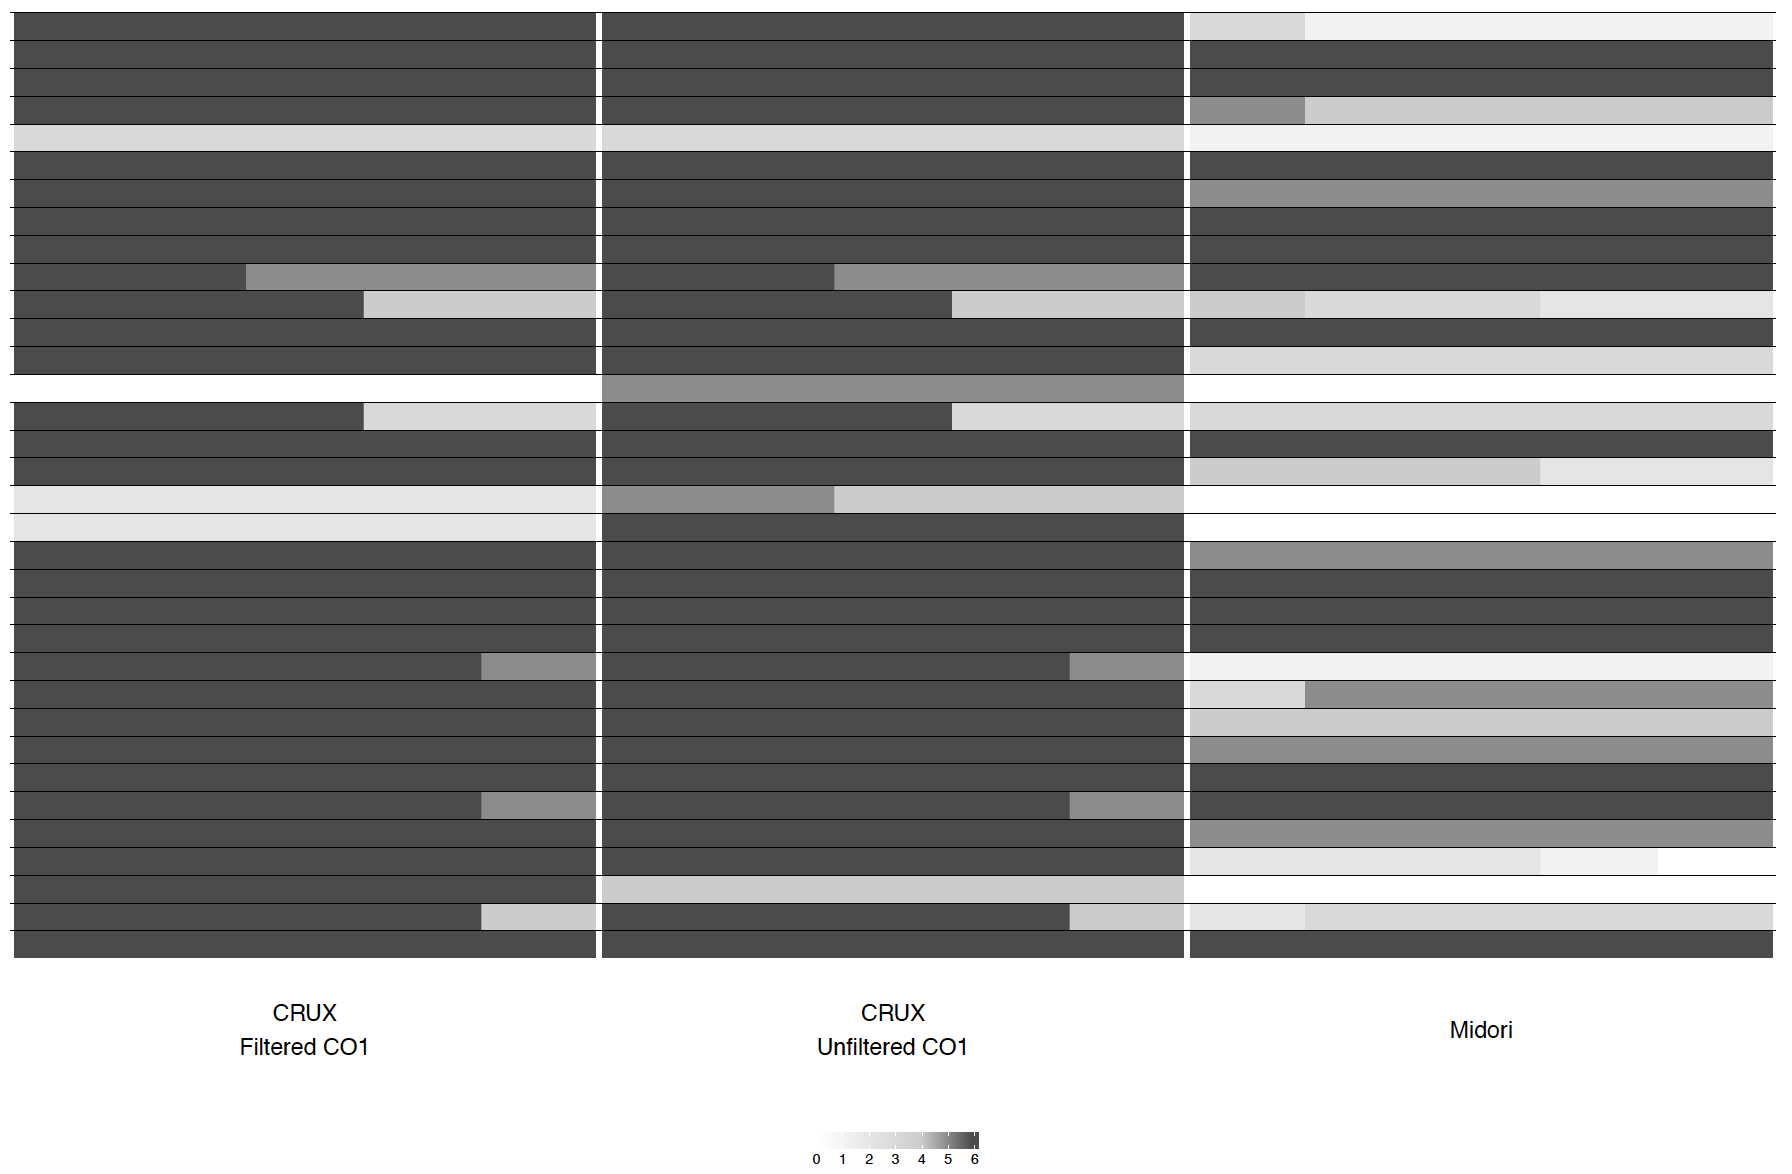 CRUX
Filtered CO1
CRUX
Unfiltered CO1
Midori
0 1 2 3 4 5 6